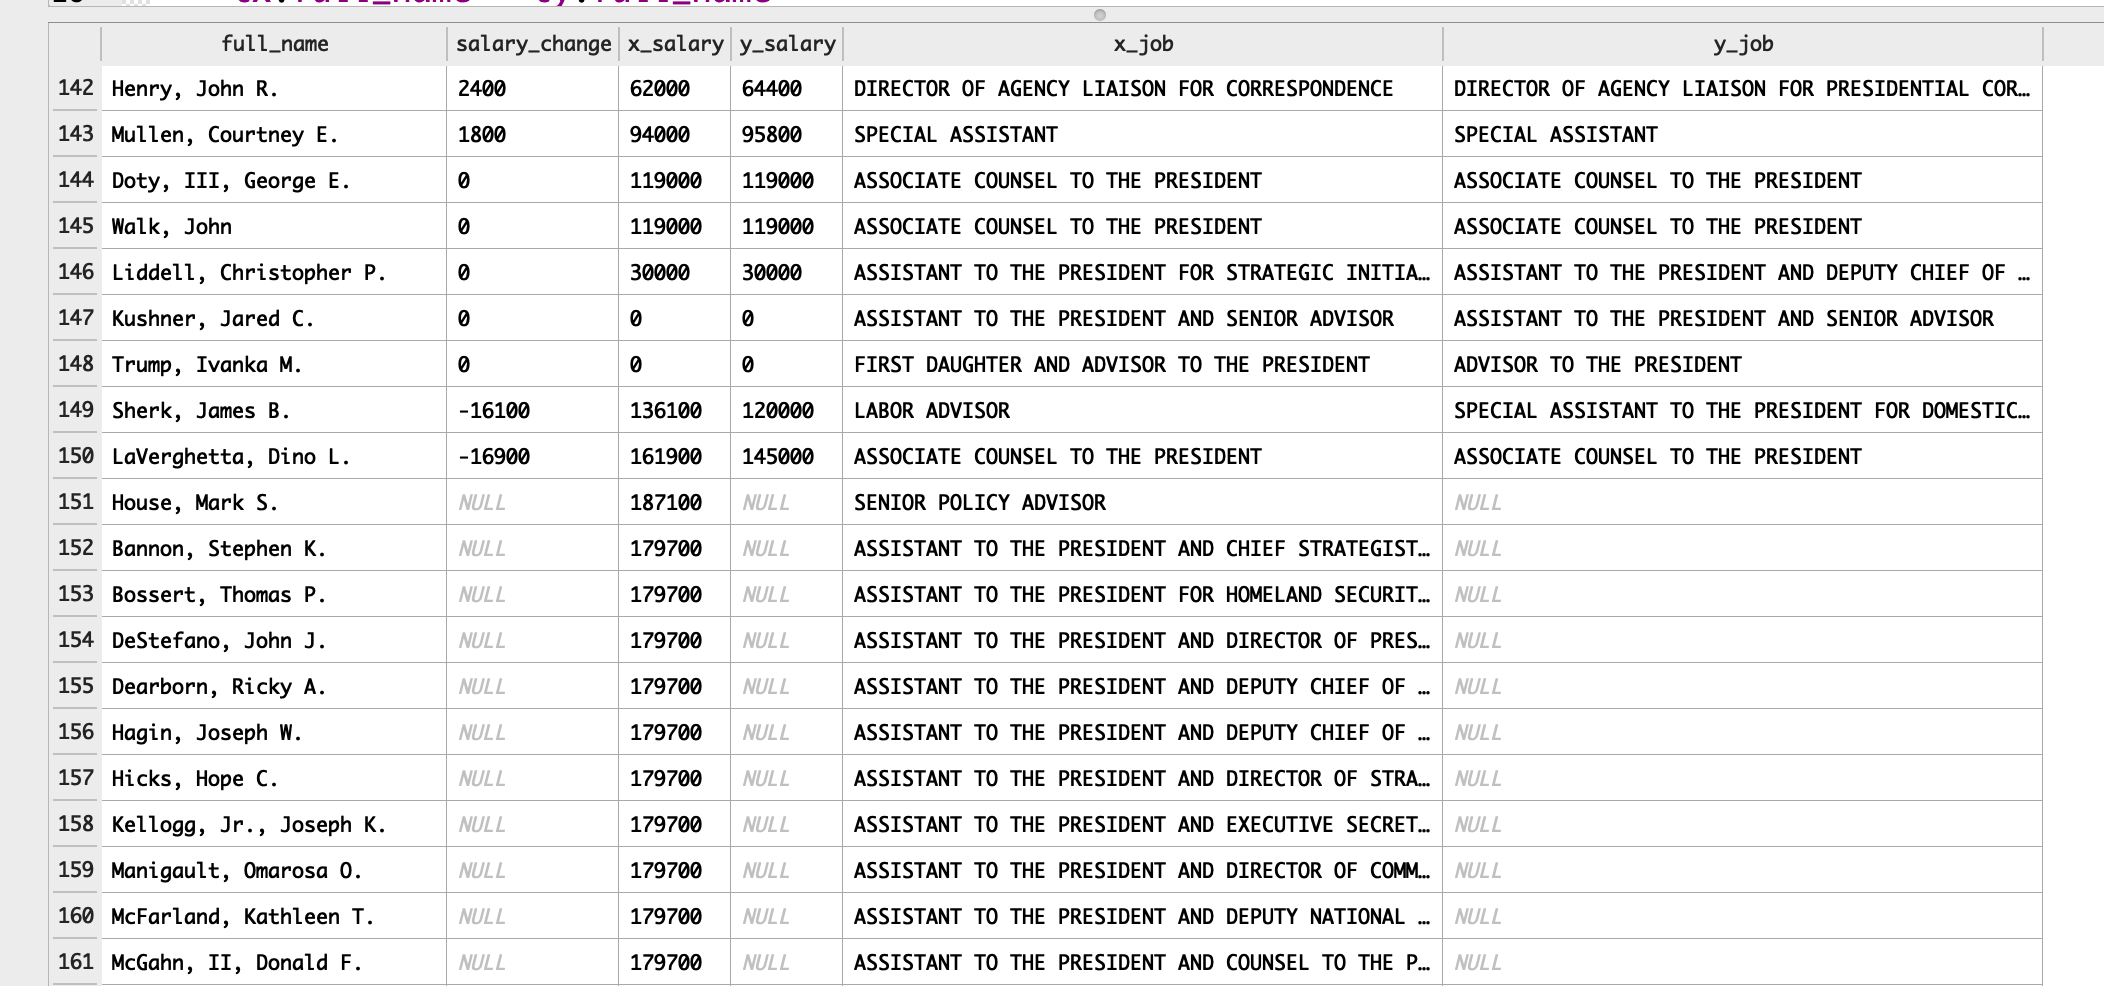 full_name salary_change x_salary y_salary x_job y_job
142 Henry, John R. 2400 62000 64400 DIRECTOR OF AGENCY LIAISON FOR CORRESPONDENCE DIRECTOR OF AGENCY LIAISON FOR PRESIDENTIAL COR…
143 Mullen, Courtney E. 1800 94000 95800 SPECIAL ASSISTANT SPECIAL ASSISTANT
144 Doty, III, George E. 0 119000 119000 ASSOCIATE COUNSEL TO THE PRESIDENT ASSOCIATE COUNSEL TO THE PRESIDENT
145 Walk, John 0 119000 119000 ASSOCIATE COUNSEL TO THE PRESIDENT ASSOCIATE COUNSEL TO THE PRESIDENT
146 Liddell, Christopher P. 0 30000 30000 ASSISTANT TO THE PRESIDENT FOR STRATEGIC INITIA… ASSISTANT TO THE PRESIDENT AND DEPUTY CHIEF OF …
147 Kushner, Jared C. 0 0 0 ASSISTANT TO THE PRESIDENT AND SENIOR ADVISOR ASSISTANT TO THE PRESIDENT AND SENIOR ADVISOR
148 Trump, Ivanka M. 0 0 0 FIRST DAUGHTER AND ADVISOR TO THE PRESIDENT ADVISOR TO THE PRESIDENT
149 Sherk, James B. -16100 136100 120000 LABOR ADVISOR SPECIAL ASSISTANT TO THE PRESIDENT FOR DOMESTIC…
150 LaVerghetta, Dino L. -16900 161900 145000 ASSOCIATE COUNSEL TO THE PRESIDENT ASSOCIATE COUNSEL TO THE PRESIDENT
151 House, Mark S. NULL 187100 NULL SENIOR POLICY ADVISOR NULL
152 Bannon, Stephen K. NULL 179700 NULL ASSISTANT TO THE PRESIDENT AND CHIEF STRATEGIST… NULL
153 Bossert, Thomas P. NULL 179700 NULL ASSISTANT TO THE PRESIDENT FOR HOMELAND SECURIT… NULL
154 DeStefano, John J. NULL 179700 NULL ASSISTANT TO THE PRESIDENT AND DIRECTOR OF PRES… NULL
155 Dearborn, Ricky A. NULL 179700 NULL ASSISTANT TO THE PRESIDENT AND DEPUTY CHIEF OF … NULL
156 Hagin, Joseph W. NULL 179700 NULL ASSISTANT TO THE PRESIDENT AND DEPUTY CHIEF OF … NULL
157 Hicks, Hope C. NULL 179700 NULL ASSISTANT TO THE PRESIDENT AND DIRECTOR OF STRA… NULL
158 Kellogg, Jr., Joseph K. NULL 179700 NULL ASSISTANT TO THE PRESIDENT AND EXECUTIVE SECRET… NULL
159 Manigault, Omarosa O. NULL 179700 NULL ASSISTANT TO THE PRESIDENT AND DIRECTOR OF COMM… NULL
160 McFarland, Kathleen T. NULL 179700 NULL ASSISTANT TO THE PRESIDENT AND DEPUTY NATIONAL … NULL
161 McGahn, II, Donald F. NULL 179700 NULL ASSISTANT TO THE PRESIDENT AND COUNSEL TO THE P… NULL